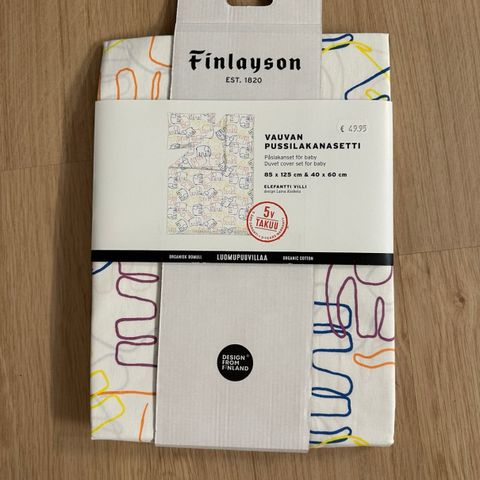 Finlayson
EST. 1820
€ 49.95
VAUVAN
PUSSILAKANASETTI
Påslakanset för baby
Duvet cover set for baby
85 x 125 cm & 40 x 60 cm
ELEFANTTI VILLI
5V
TAKUU
ORGANISK BOMULL
LUOMUPUUVILLAA
ORGANIC COTTON
DESIGN
FROM
FINLAND